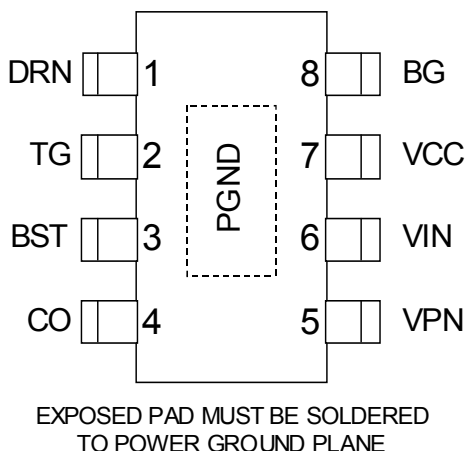 DRN 1 8 BG
TG 2 7 VCC
BST 3 6 VIN
CO 4 5 VPN
PGND
EXPOSED PAD MUST BE SOLDERED
TO POWER GROUND PLANE